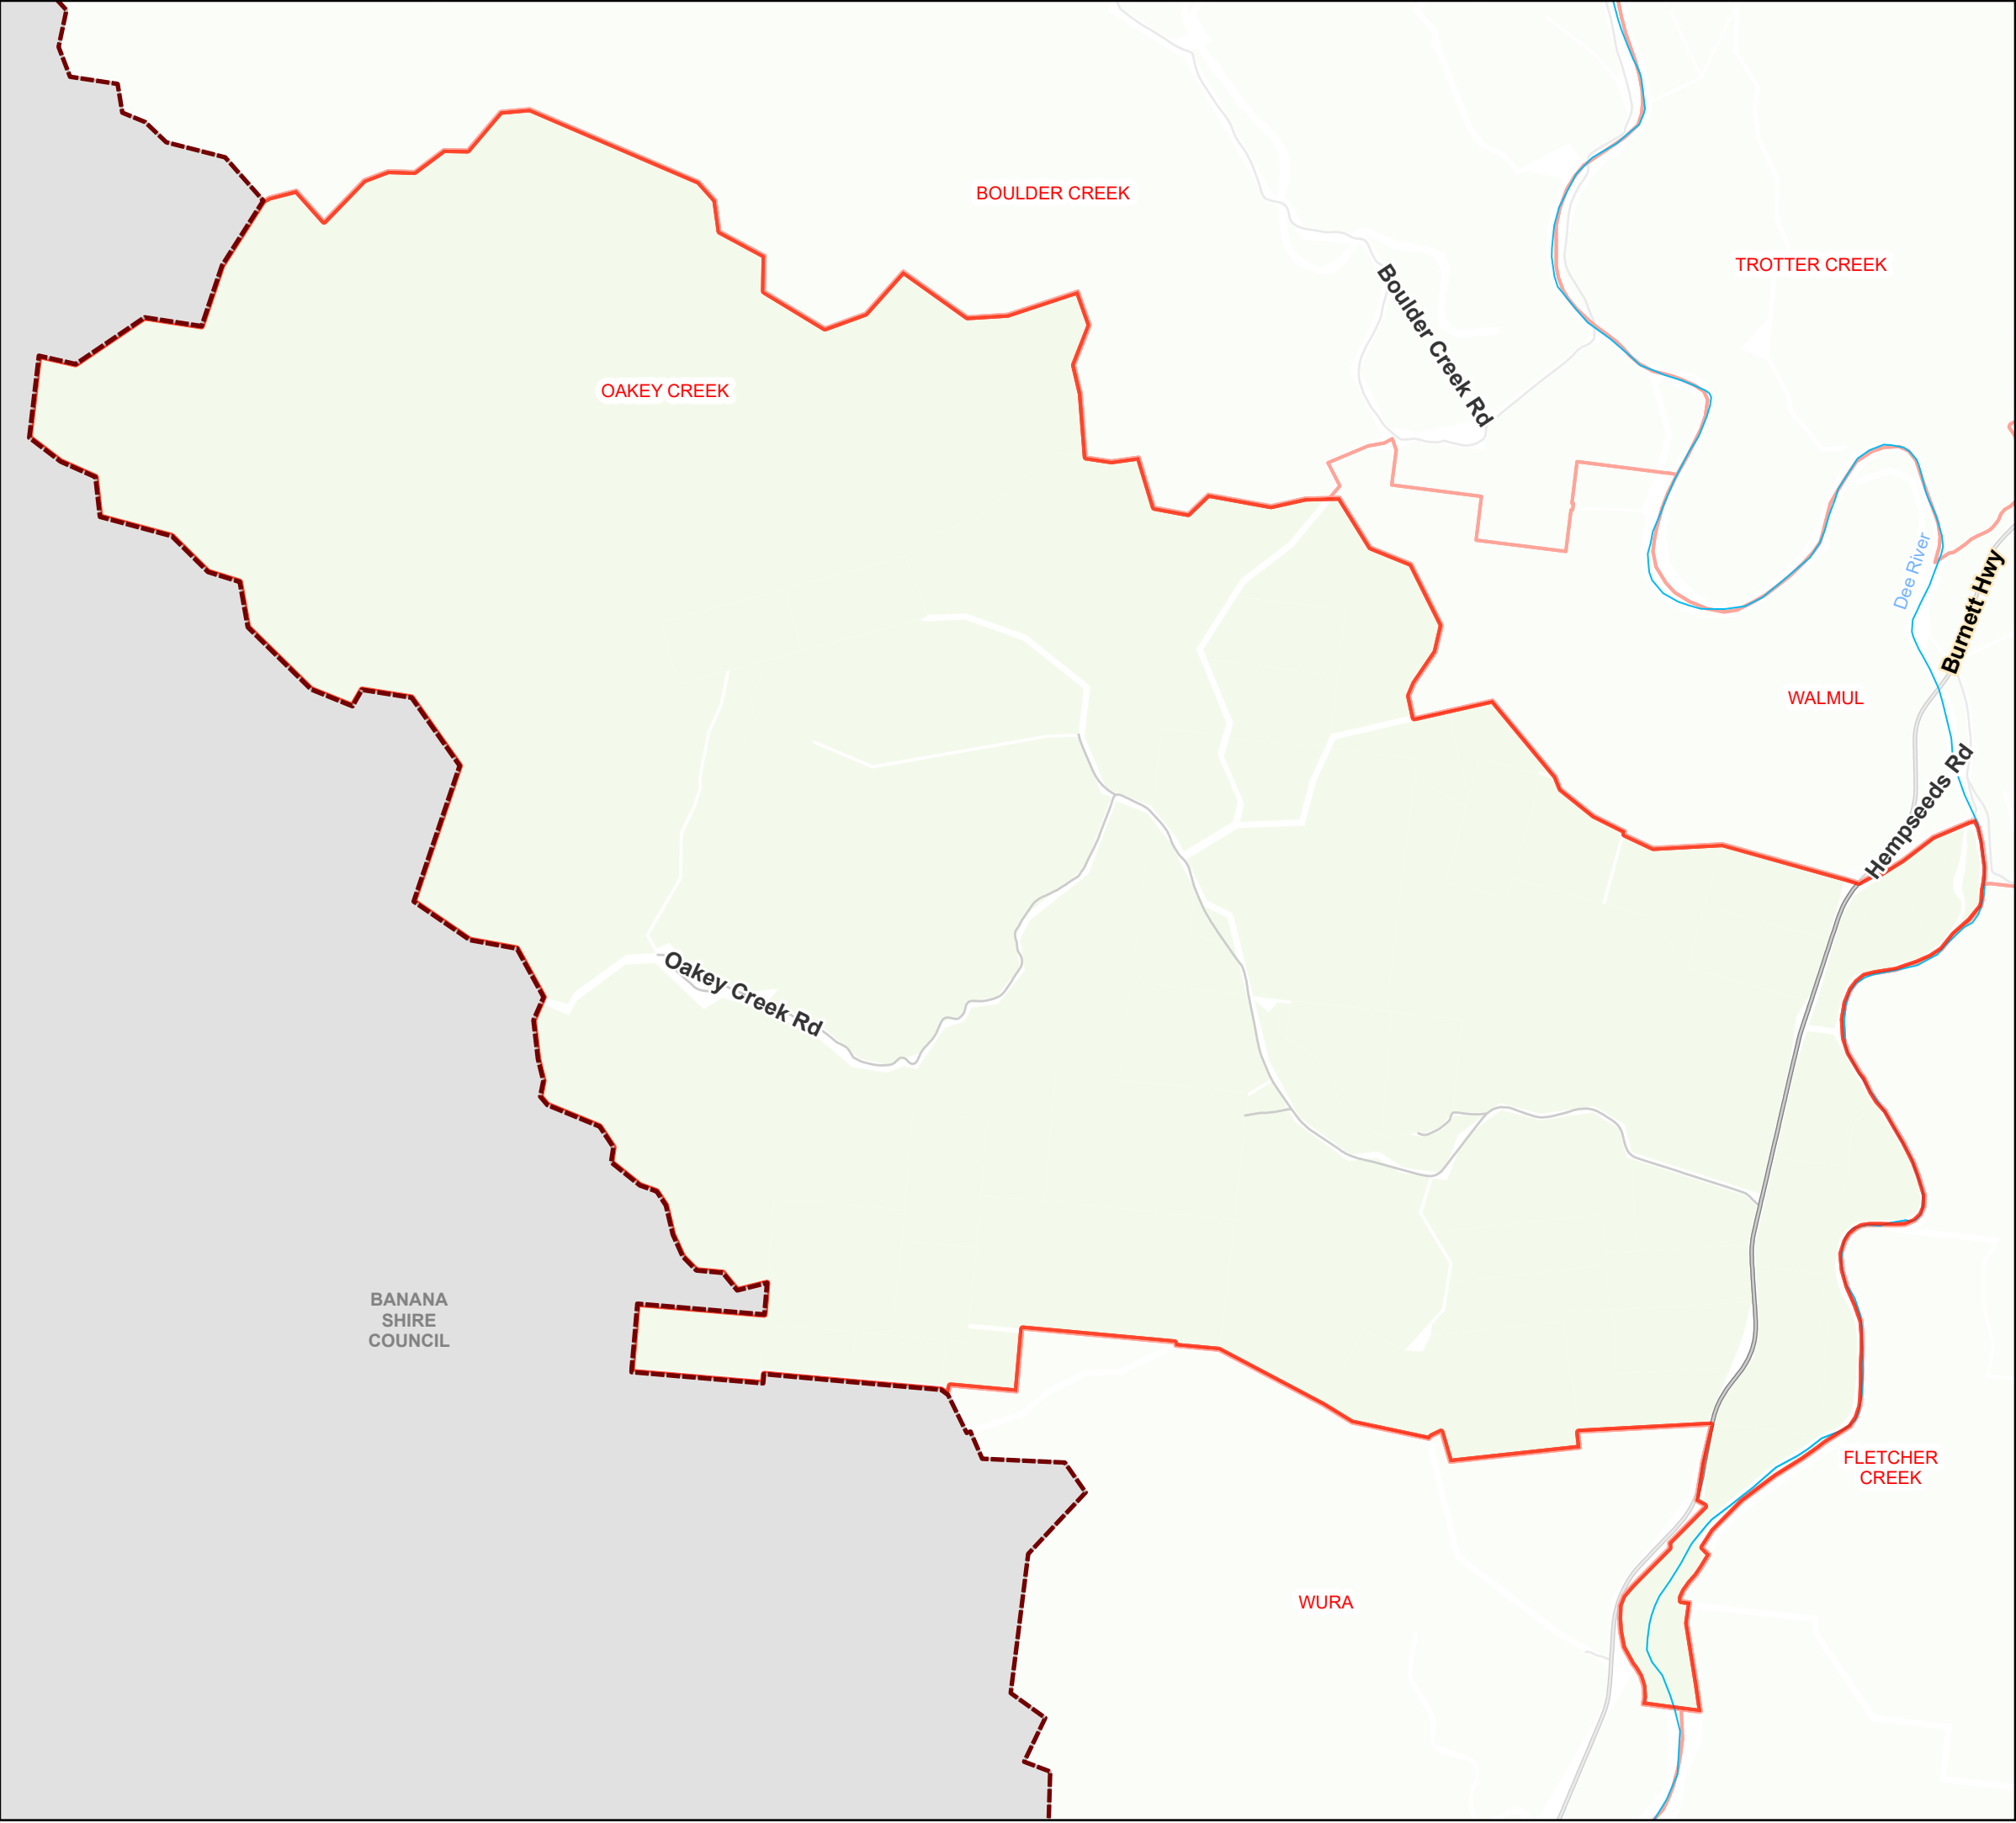 BOULDER CREEK
TROTTER CREEK
Boulder Creek Rd
OAKEY CREEK
Dee River
Burnett Hwy
WALMUL
Hempseeds Rd
Oakey Creek Rd
BANANA
SHIRE
COUNCIL
FLETCHER
CREEK
WURA